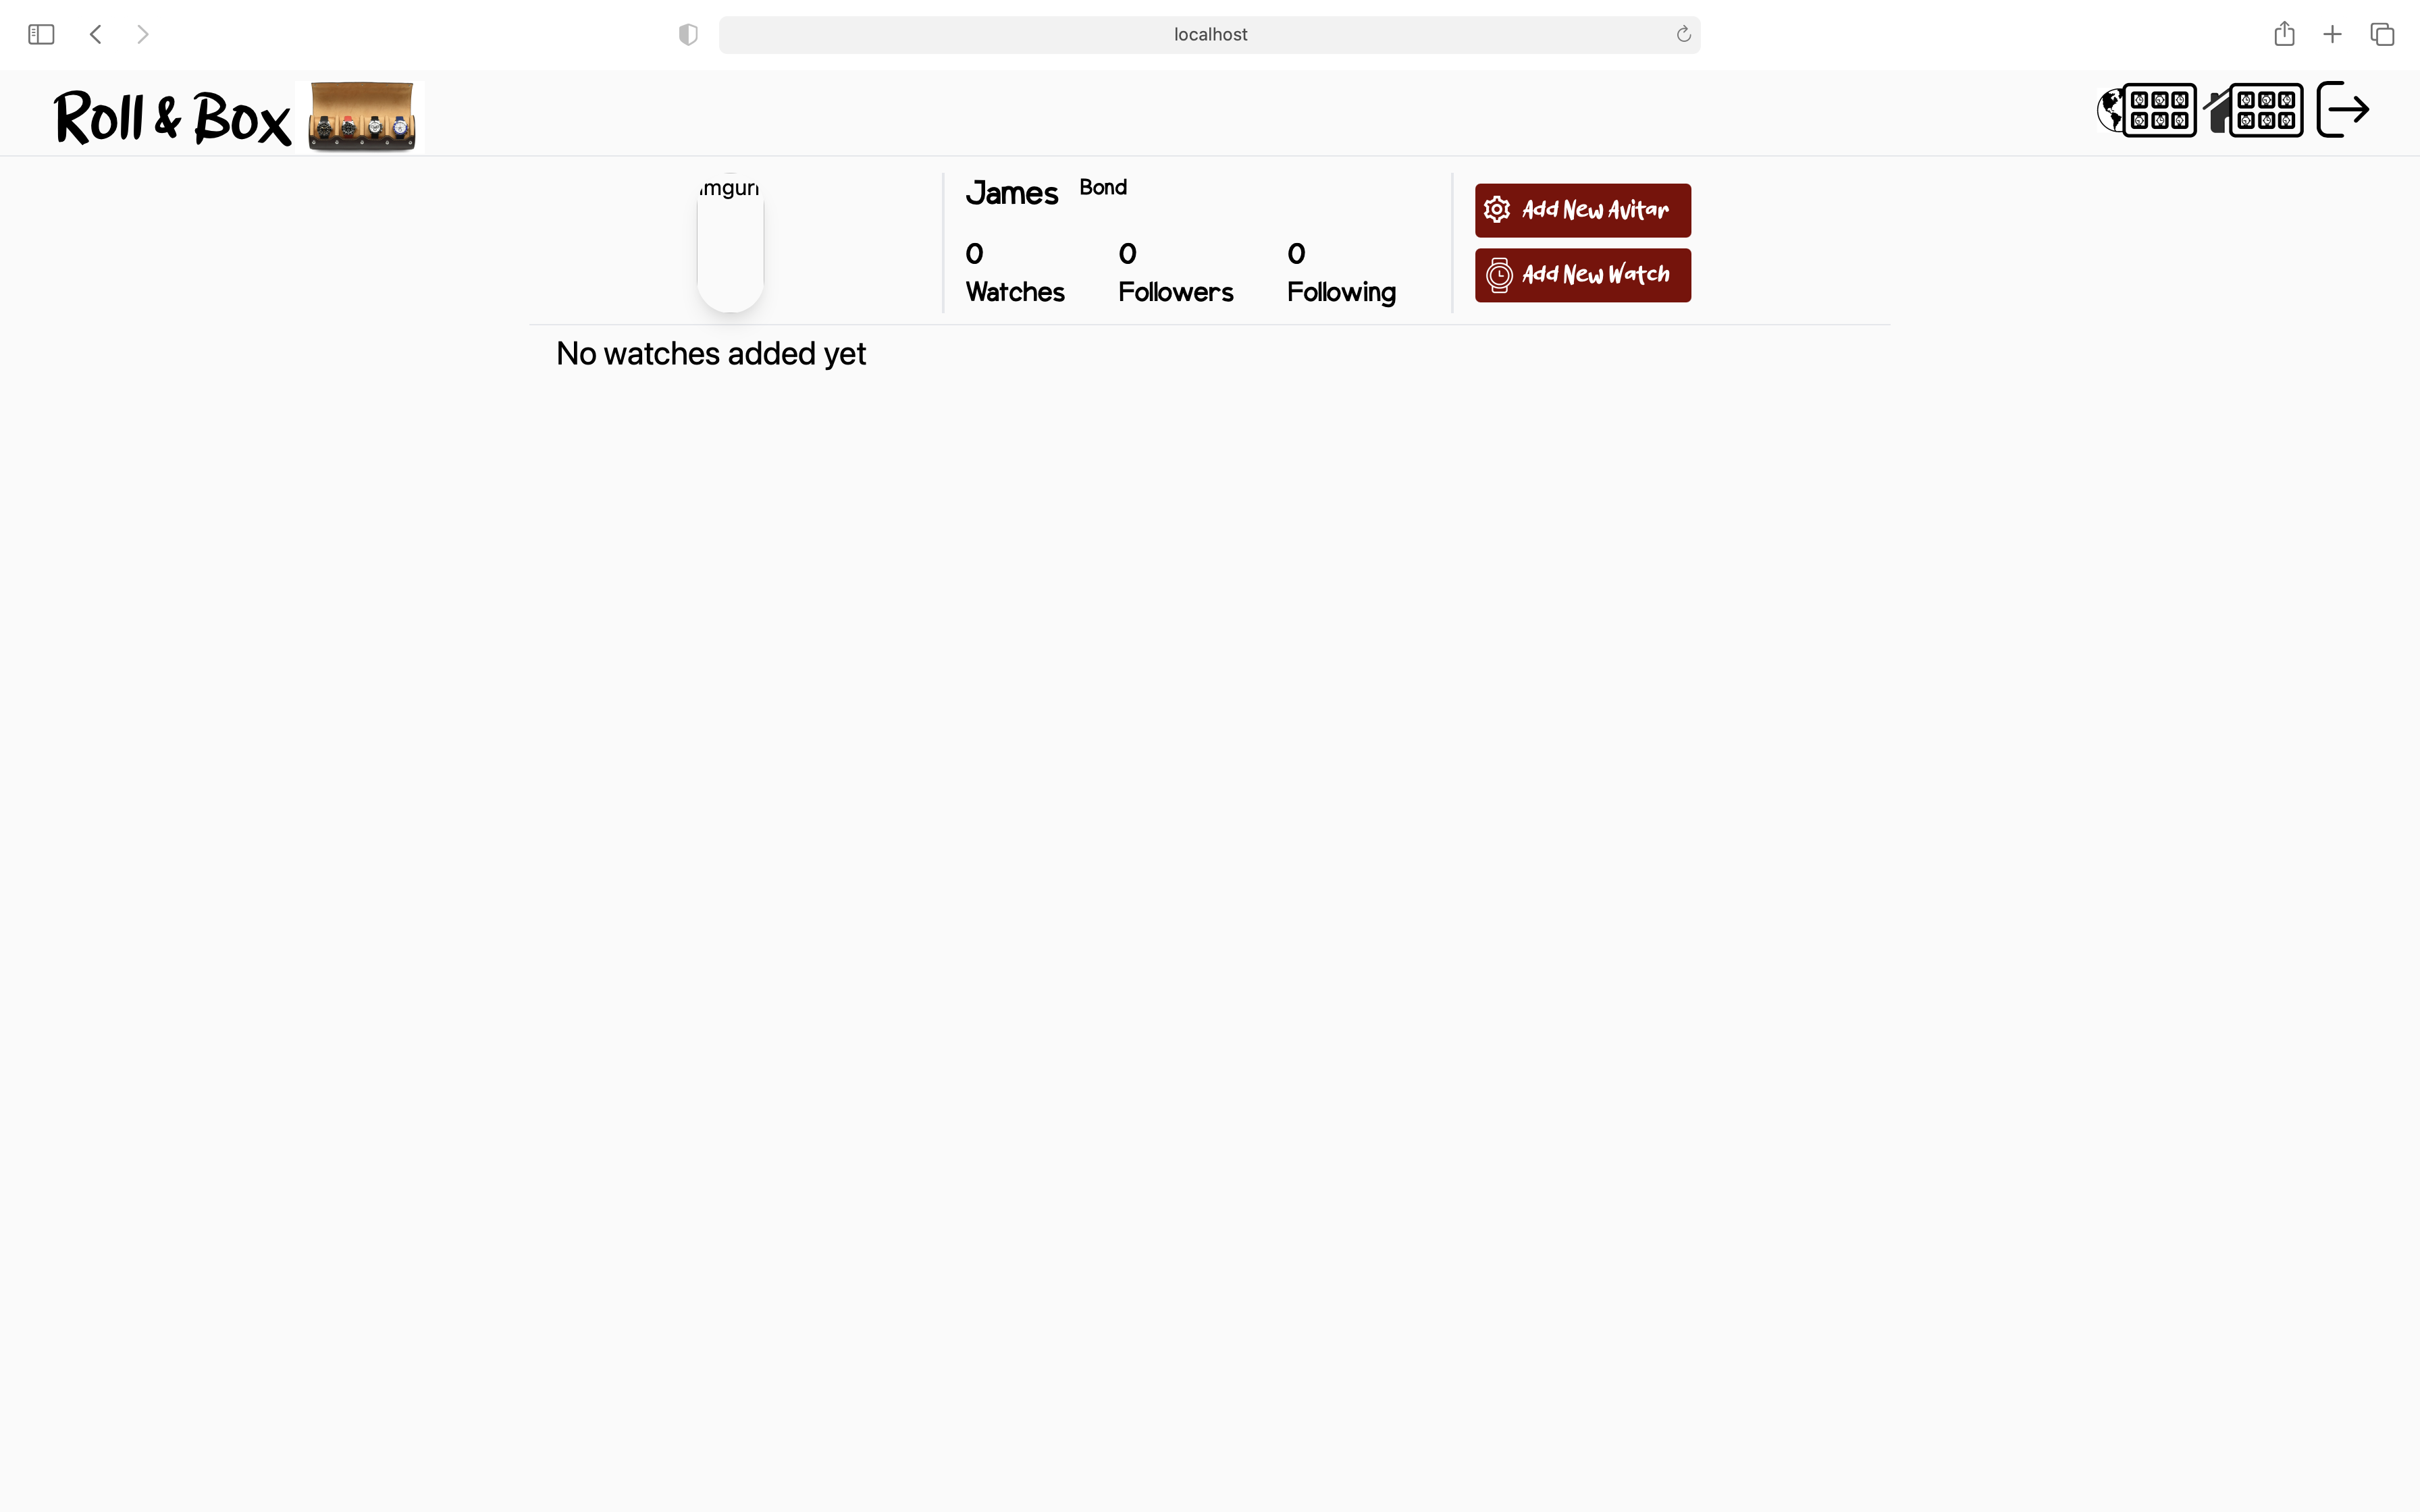 localhost
Roll & Box
mgur
James Bond
0 0 0
Watches Followers Following
Add New Avitar
Add New Watch
No watches added yet